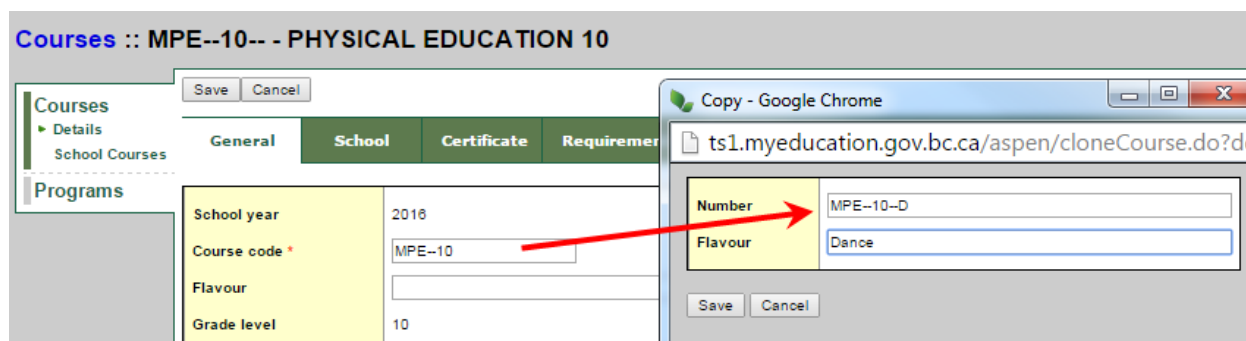 Courses :: MPE--10-- - PHYSICAL EDUCATION 10
Courses
Details
School Courses
Programs
Save Cancel
General School Certificate Requiremen
School year 2016
Course code * MPE--10
Flavour
Grade level 10
Copy - Google Chrome
ts1.myeducation.gov.bc.ca/aspen/cloneCourse.do?d
Number MPE--10--D
Flavour Dance
Save Cancel